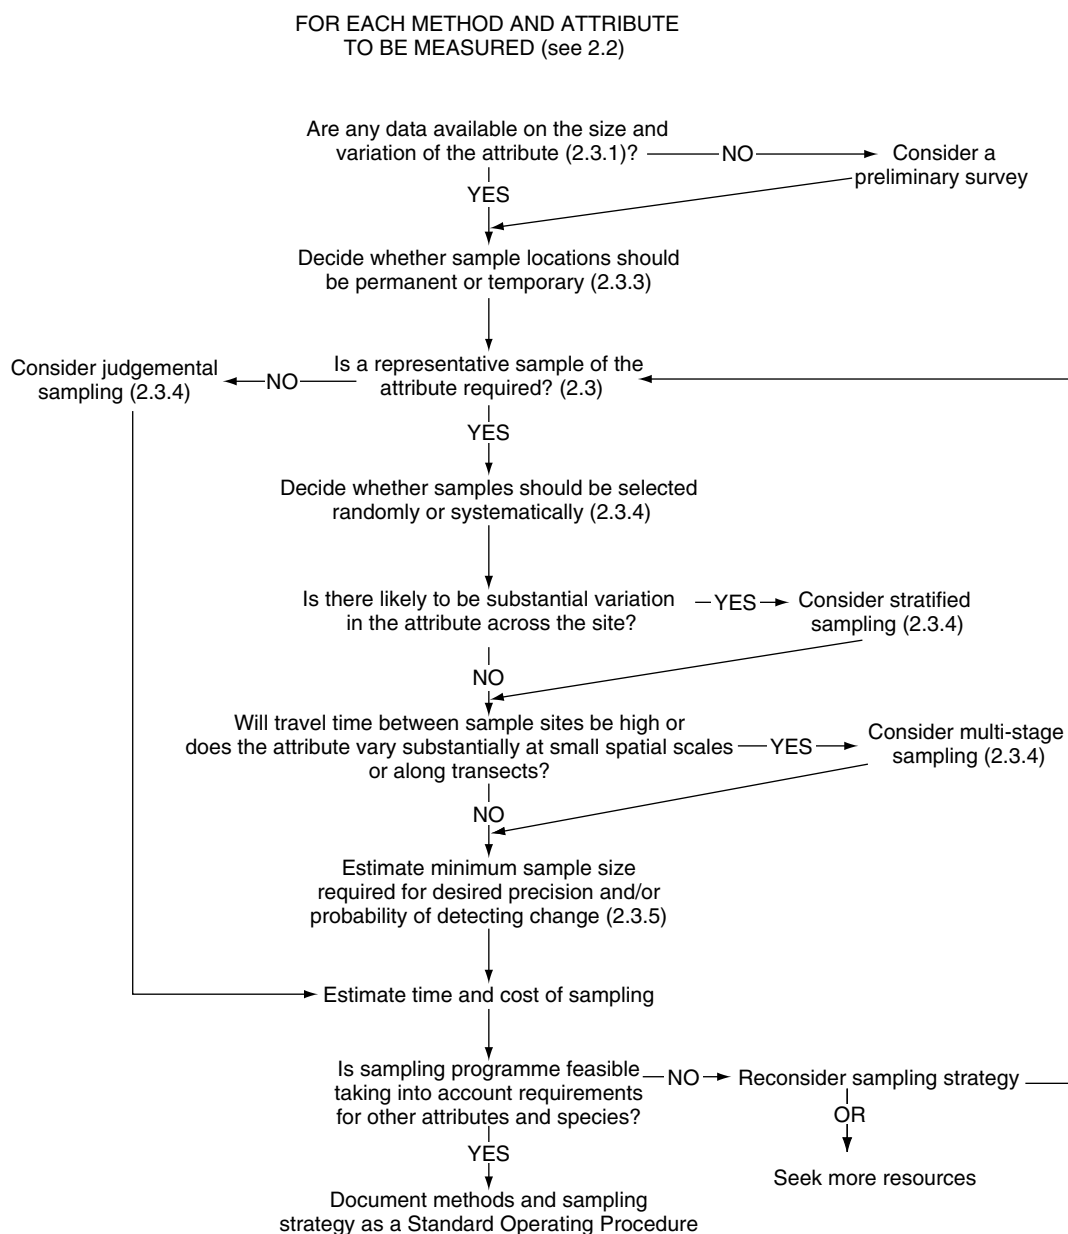 FOR EACH METHOD AND ATTRIBUTE
TO BE MEASURED (see 2.2)
Are any data available on the size and
variation of the attribute (2.3.1)?
NO
Consider a
preliminary survey
YES
Decide whether sample locations should
be permanent or temporary (2.3.3)
Is a representative sample of the
attribute required? (2.3)
NO
Consider judgemental
sampling (2.3.4)
YES
Decide whether samples should be selected
randomly or systematically (2.3.4)
Is there likely to be substantial variation
in the attribute across the site?
YES
Consider stratified
sampling (2.3.4)
NO
Will travel time between sample sites be high or
does the attribute vary substantially at small spatial scales
or along transects?
YES
Consider multi-stage
sampling (2.3.4)
NO
Estimate minimum sample size
required for desired precision and/or
probability of detecting change (2.3.5)
Estimate time and cost of sampling
Is sampling programme feasible
taking into account requirements
for other attributes and species?
NO
Reconsider sampling strategy
OR
Seek more resources
YES
Document methods and sampling
strategy as a Standard Operating Procedure